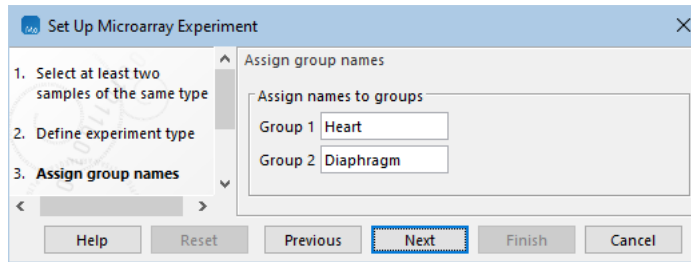 Mo Set Up Microarray Experiment
1. Select at least two
samples of the same type
2. Define experiment type
3. Assign group names
Assign group names
Assign names to groups
Group 1 Heart
Group 2 Diaphragm
Help Reset Previous Next Finish Cancel